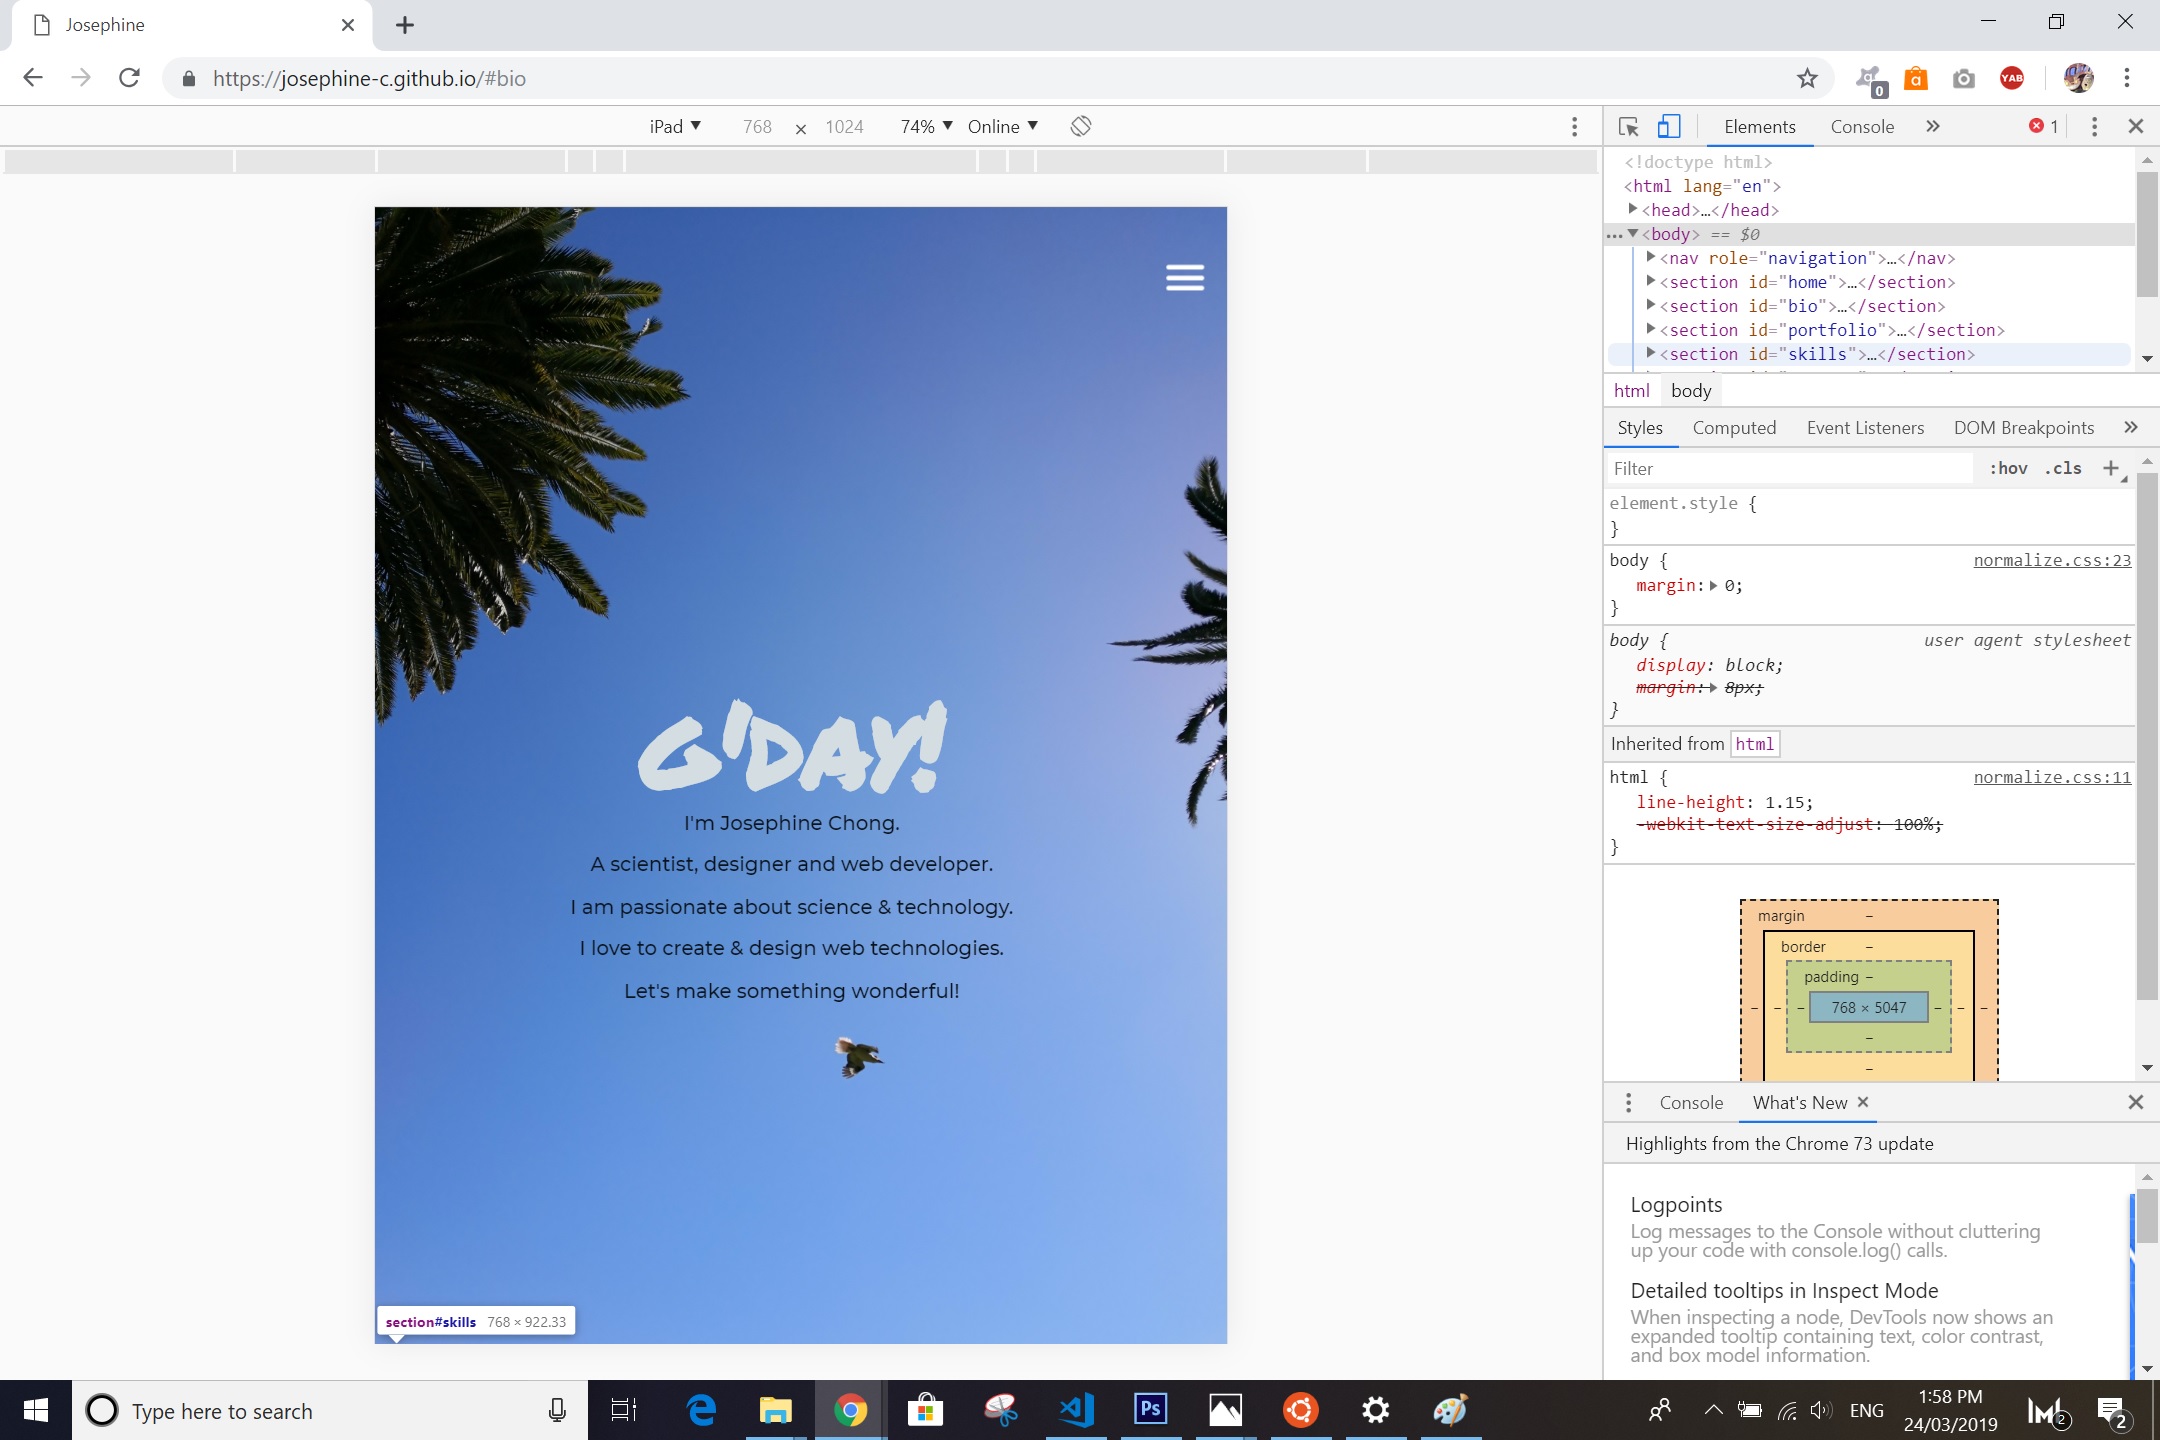 Josephine
https://josephine-c.github.io/#bio
0
a
YAB
iPad ▼ 768 × 1024 74% ▼ Online ▼
Elements Console » 1
<!doctype html>
<html lang="en">
<head>…</head>
… <body> == $0
<nav role="navigation">…</nav>
<section id="home">…</section>
<section id="bio">…</section>
<section id="portfolio">…</section>
<section id="skills">…</section>
html body
Styles Computed Event Listeners DOM Breakpoints »
Filter :hov .cls +
element.style {
}
body { normalize.css:23
margin: 0;
}
body { user agent stylesheet
display: block;
margin: 8px;
}
Inherited from html
html { normalize.css:11
line-height: 1.15;
-webkit-text-size-adjust: 100%;
}
margin –
border –
padding –
– – – 768 × 5047 – – –
–
–
G'DAY!
I'm Josephine Chong.
A scientist, designer and web developer.
I am passionate about science & technology.
I love to create & design web technologies.
Let's make something wonderful!
section#skills 768 × 922.33
Console What's New
Highlights from the Chrome 73 update
Logpoints
Log messages to the Console without cluttering
up your code with console.log() calls.
Detailed tooltips in Inspect Mode
When inspecting a node, DevTools now shows an
expanded tooltip containing text, color contrast,
and box model information.
Type here to search
Ps
ENG
1:58 PM
24/03/2019
2
2